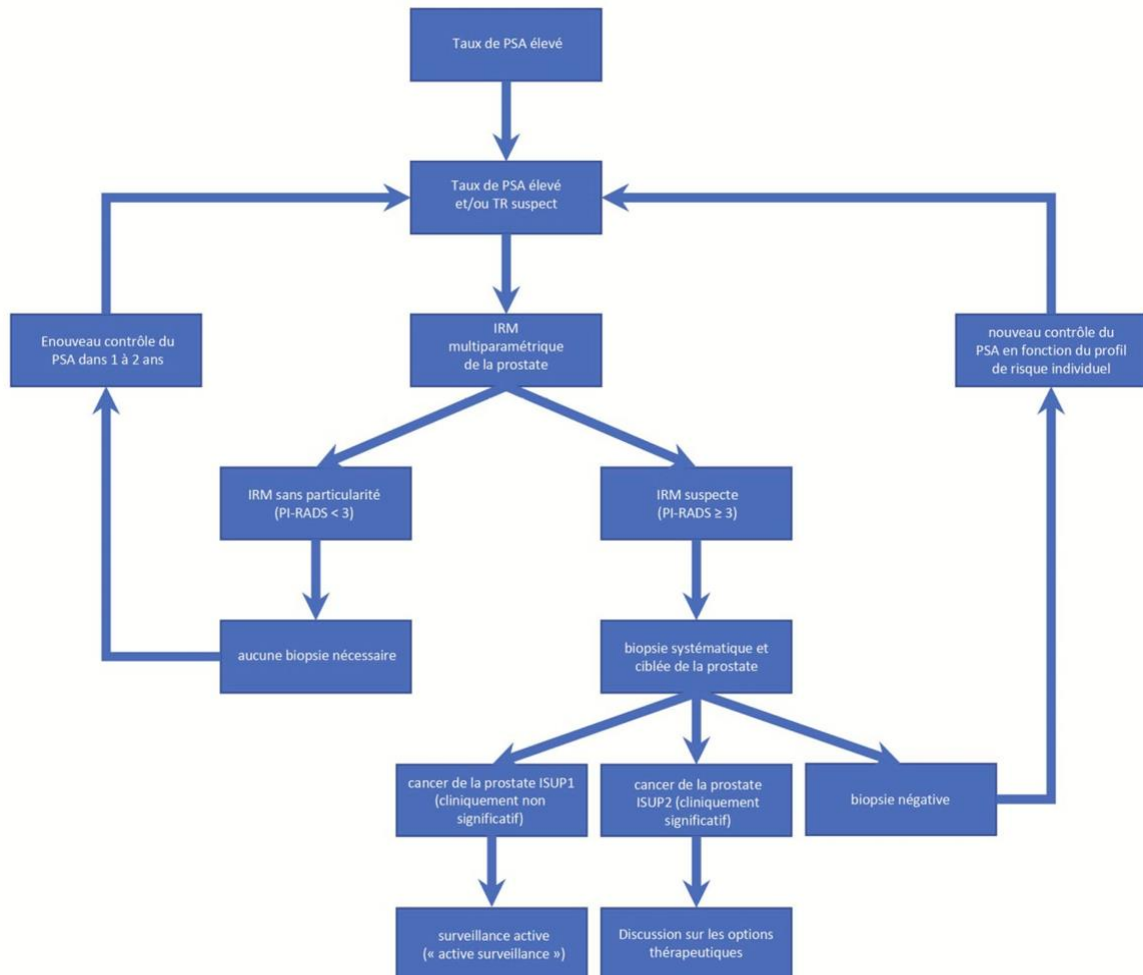 Taux de PSA élevé
Taux de PSA élevé
et/ou TR suspect
Enouveau contrôle du
PSA dans 1 à 2 ans
IRM
multiparamétrique
de la prostate
nouveau contrôle du
PSA en fonction du profil
de risque individuel
IRM sans particularité
(PI-RADS < 3)
IRM suspecte
(PI-RADS ≥ 3)
aucune biopsie nécessaire
biopsie systématique et
ciblée de la prostate
cancer de la prostate ISUP1
(cliniquement non
significatif)
cancer de la prostate
ISUP2 (cliniquement
significatif)
biopsie négative
surveillance active
(« active surveillance »)
Discussion sur les options
thérapeutiques